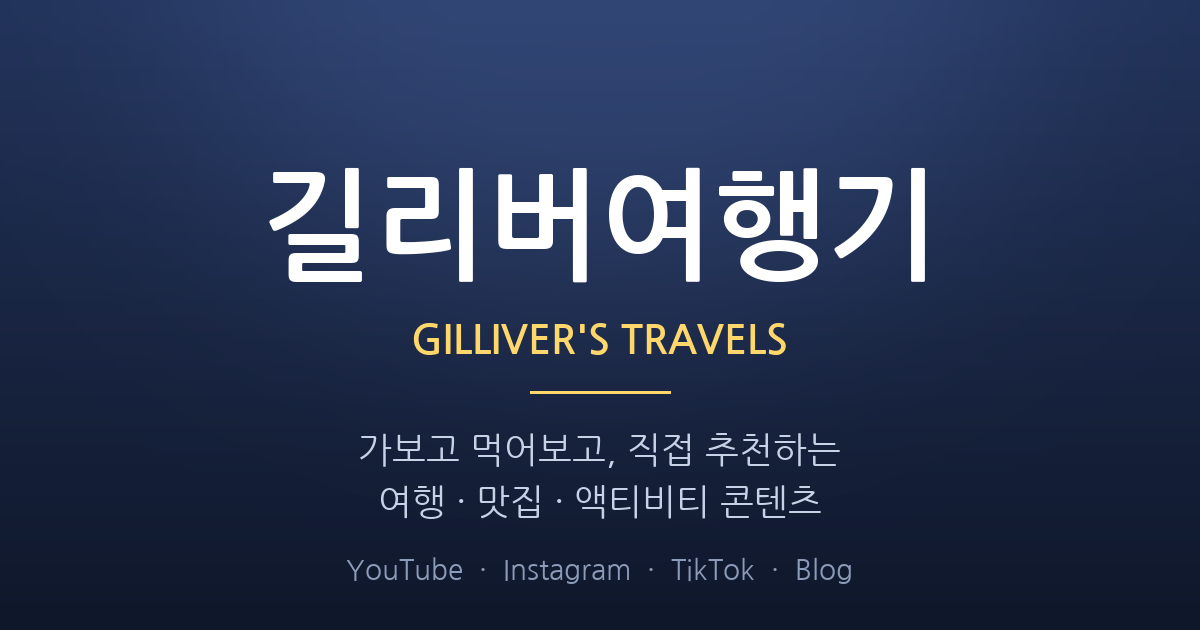 길리버여행기
GILLIVER'S TRAVELS
가보고 먹어보고, 직접 추천하는
여행 · 맛집 · 액티비티 콘텐츠
YouTube · Instagram · TikTok · Blog